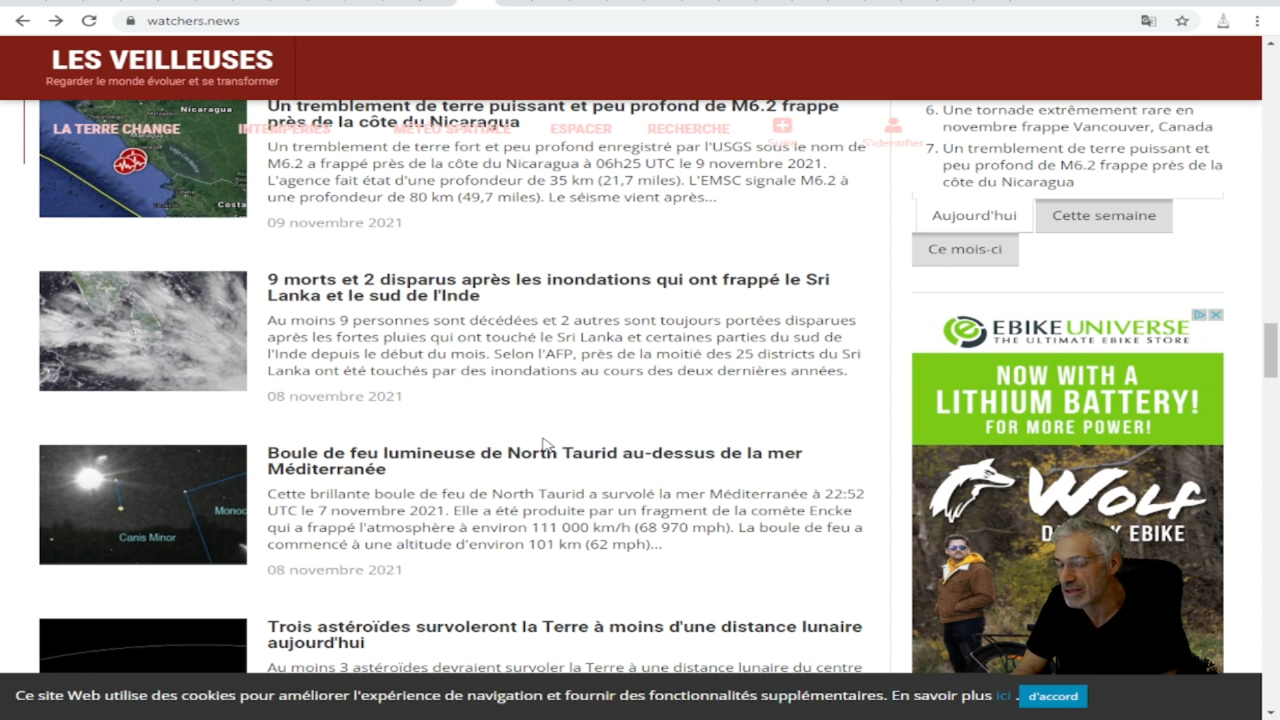 watchers.news
LES VEILLEUSES
Regarder le monde évoluer et se transformer
LA TERRE CHANGE
INTEMPÉRIES
MÉTÉO SPATIALE
ESPACER
RECHERCHE
S'identifier
Nicaragua
Managua
Costa
Un tremblement de terre puissant et peu profond de M6.2 frappe
près de la côte du Nicaragua
Un tremblement de terre fort et peu profond enregistré par l'USGS sous le nom de
M6.2 a frappé près de la côte du Nicaragua à 06h25 UTC le 9 novembre 2021.
L'agence fait état d'une profondeur de 35 km (21,7 miles). L'EMSC signale M6.2 à
une profondeur de 80 km (49,7 miles). Le séisme vient après...
09 novembre 2021
9 morts et 2 disparus après les inondations qui ont frappé le Sri
Lanka et le sud de l'Inde
Au moins 9 personnes sont décédées et 2 autres sont toujours portées disparues
après les fortes pluies qui ont touché le Sri Lanka et certaines parties du sud de
l'Inde depuis le début du mois. Selon l'AFP, près de la moitié des 25 districts du Sri
Lanka ont été touchés par des inondations au cours des deux dernières années.
08 novembre 2021
Monoc
Canis Minor
Boule de feu lumineuse de North Taurid au-dessus de la mer
Méditerranée
Cette brillante boule de feu de North Taurid a survolé la mer Méditerranée à 22:52
UTC le 7 novembre 2021. Elle a été produite par un fragment de la comète Encke
qui a frappé l'atmosphère à environ 111 000 km/h (68 970 mph). La boule de feu a
commencé à une altitude d'environ 101 km (62 mph)...
08 novembre 2021
Trois astéroïdes survoleront la Terre à moins d'une distance lunaire
aujourd'hui
Au moins 3 astéroïdes devraient survoler la Terre à une distance lunaire du centre
6. Une tornade extrêmement rare en
novembre frappe Vancouver, Canada
7. Un tremblement de terre puissant et
peu profond de M6.2 frappe près de la
côte du Nicaragua
Aujourd'hui
Cette semaine
Ce mois-ci
EBIKE UNIVERSE
THE ULTIMATE EBIKE STORE
NOW WITH A
LITHIUM BATTERY!
FOR MORE POWER!
WOLF
EBIKE
Ce site Web utilise des cookies pour améliorer l'expérience de navigation et fournir des fonctionnalités supplémentaires. En savoir plus ici .
d'accord